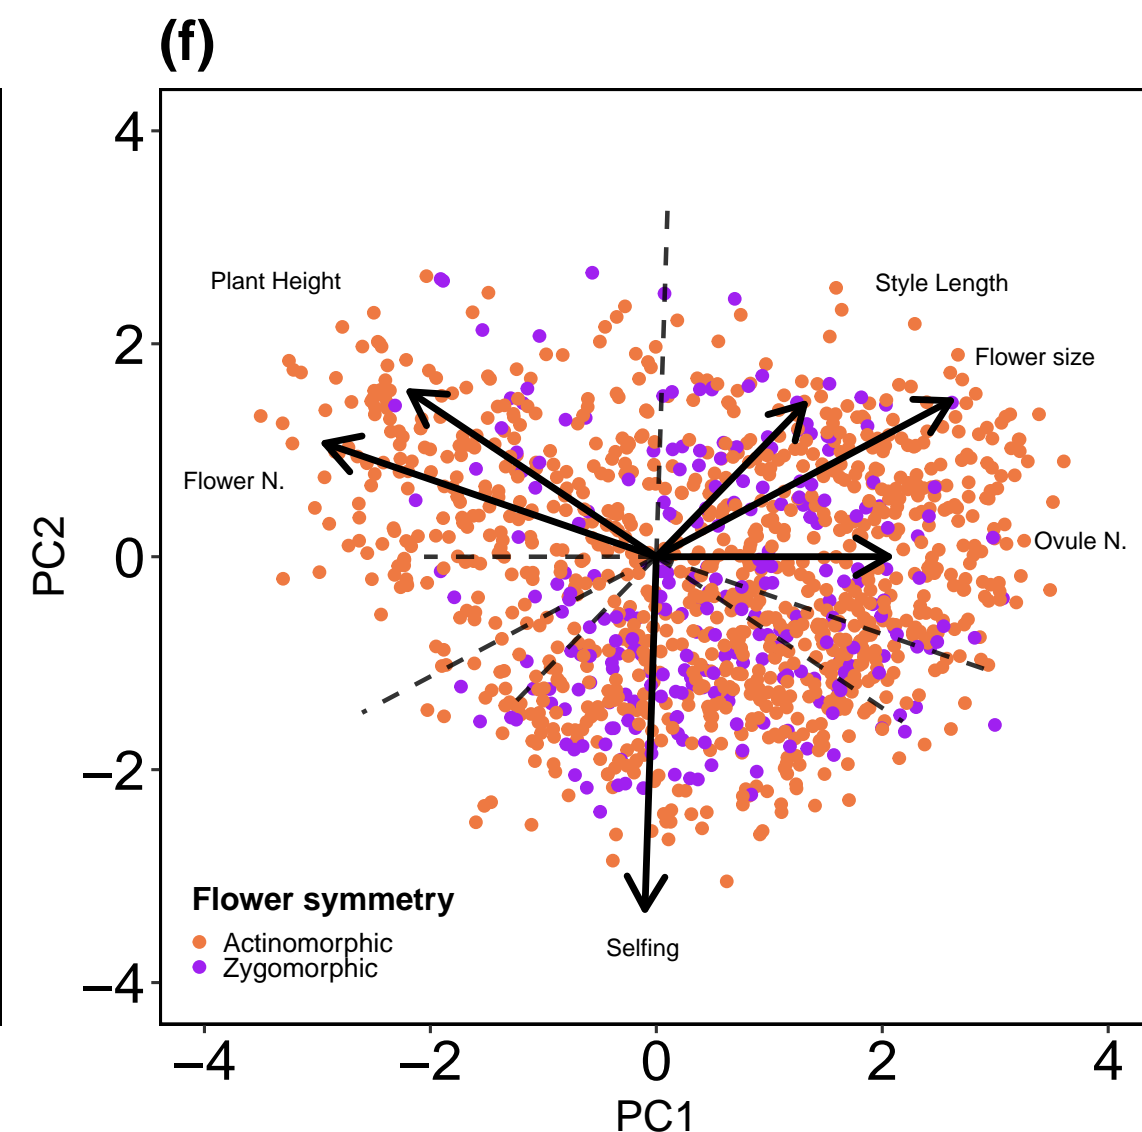 (f)
4
Plant Height
Style Length
2
Flower size
Flower N.
PC2
0
Ovule N.
−2
Flower symmetry
Actinomorphic
Zygomorphic
Selfing
−4
−4 −2 0 2 4
PC1